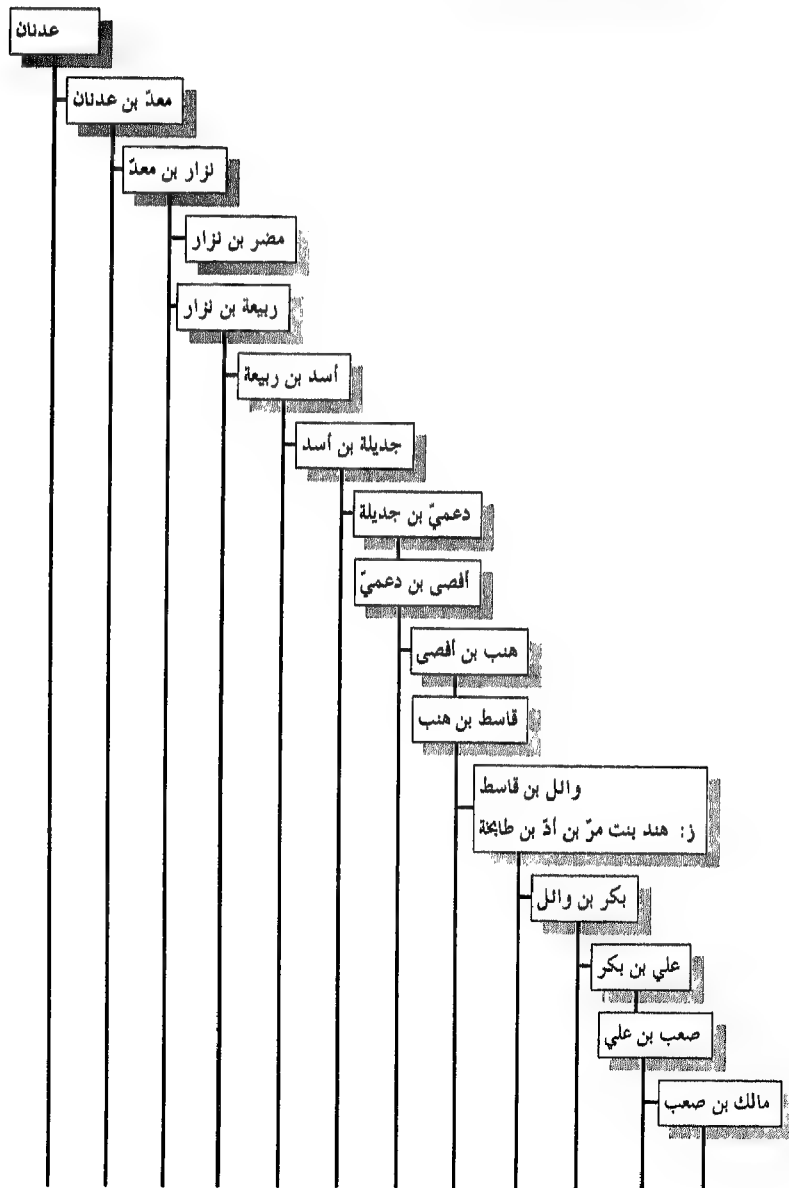 عدنان
معدّ بن عدنان
نزار بن معدّ
مضر بن نزار
ربيعة بن نزار
أسد بن ربيعة
جديلة بن أسد
دعميّ بن جديلة
أفصى بن دعميّ
هنب بن أفصى
قاسط بن هنب
وائل بن قاسط
ز: هند بنت مرّ بن أدّ بن طابخة
بكر بن وائل
علي بن بكر
صعب بن علي
مالك بن صعب